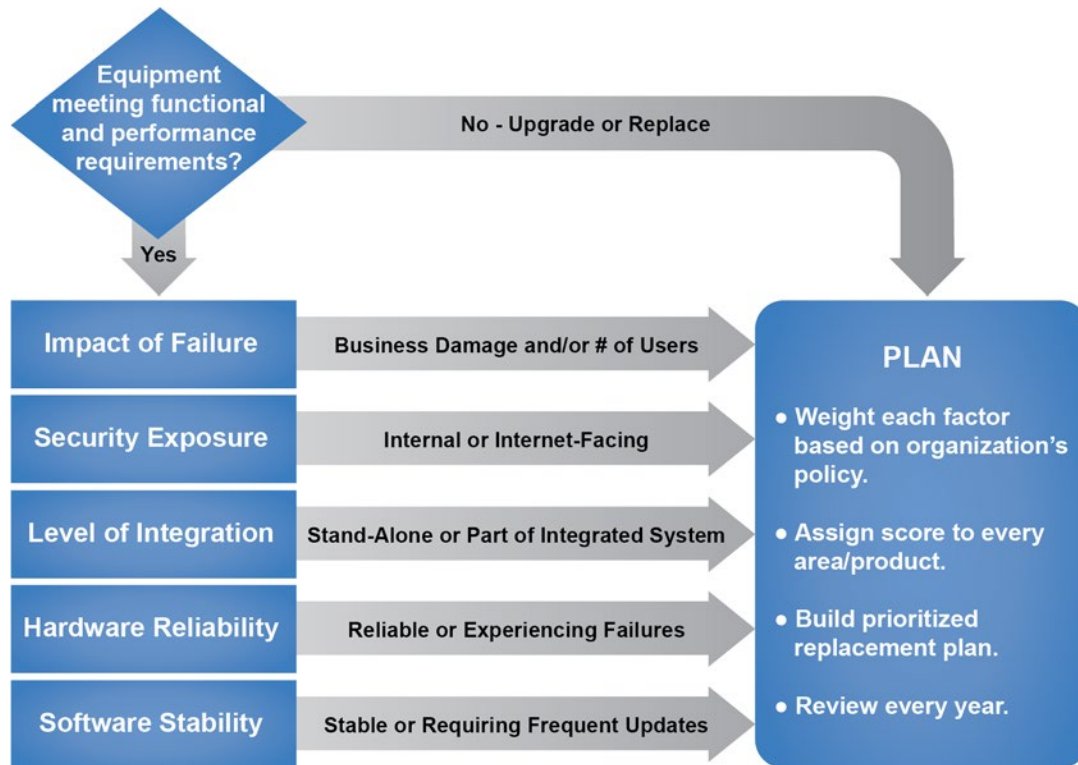 Equipment
meeting functional
and performance
requirements?
No - Upgrade or Replace
Yes
Impact of Failure
Business Damage and/or # of Users
Security Exposure
Internal or Internet-Facing
Level of Integration
Stand-Alone or Part of Integrated System
Hardware Reliability
Reliable or Experiencing Failures
Software Stability
Stable or Requiring Frequent Updates
PLAN
● Weight each factor
based on organization’s
policy.
● Assign score to every
area/product.
● Build prioritized
replacement plan.
● Review every year.